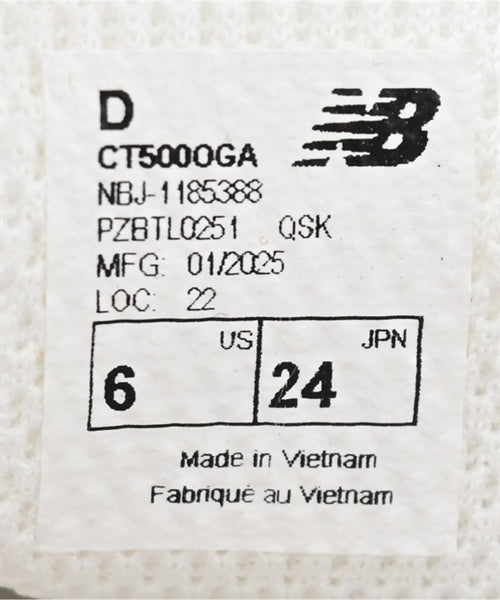 D
CT500OGA
NBJ-1185388
PZBTL0251 QSK
MFG: 01/2025
LOC: 22
US JPN
6 24
Made in Vietnam
Fabriqué au Vietnam
NB